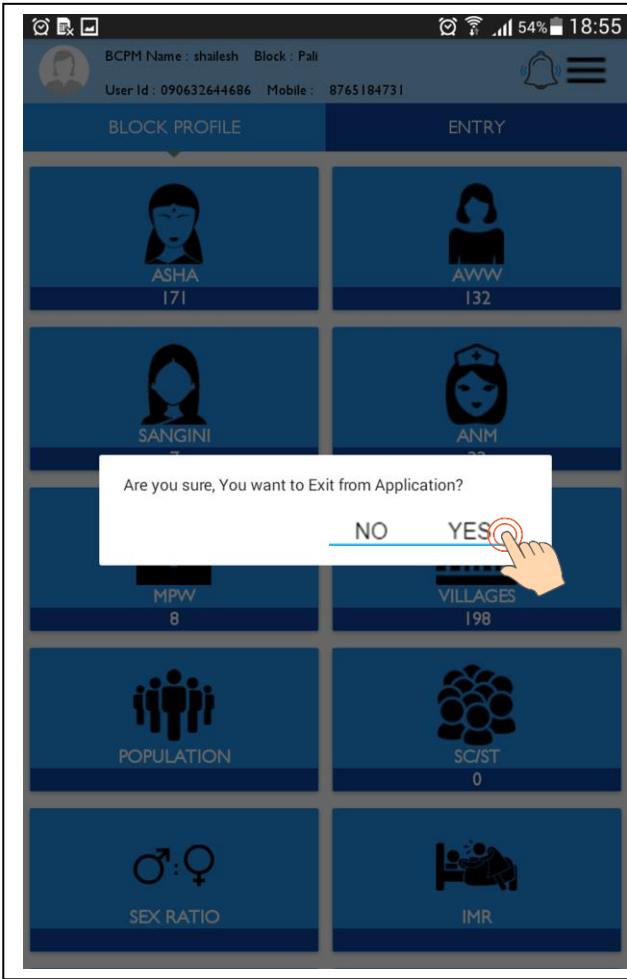 54% 18:55
BCPM Name : shailesh Block : Pali
User Id : 090632644686 Mobile : 8765184731
BLOCK PROFILE ENTRY
ASHA AWW
171 132
SANGINI ANM
Are you sure, You want to Exit from Application?
NO YES
MPW VILLAGES
8 198
POPULATION SC/ST
0
SEX RATIO IMR